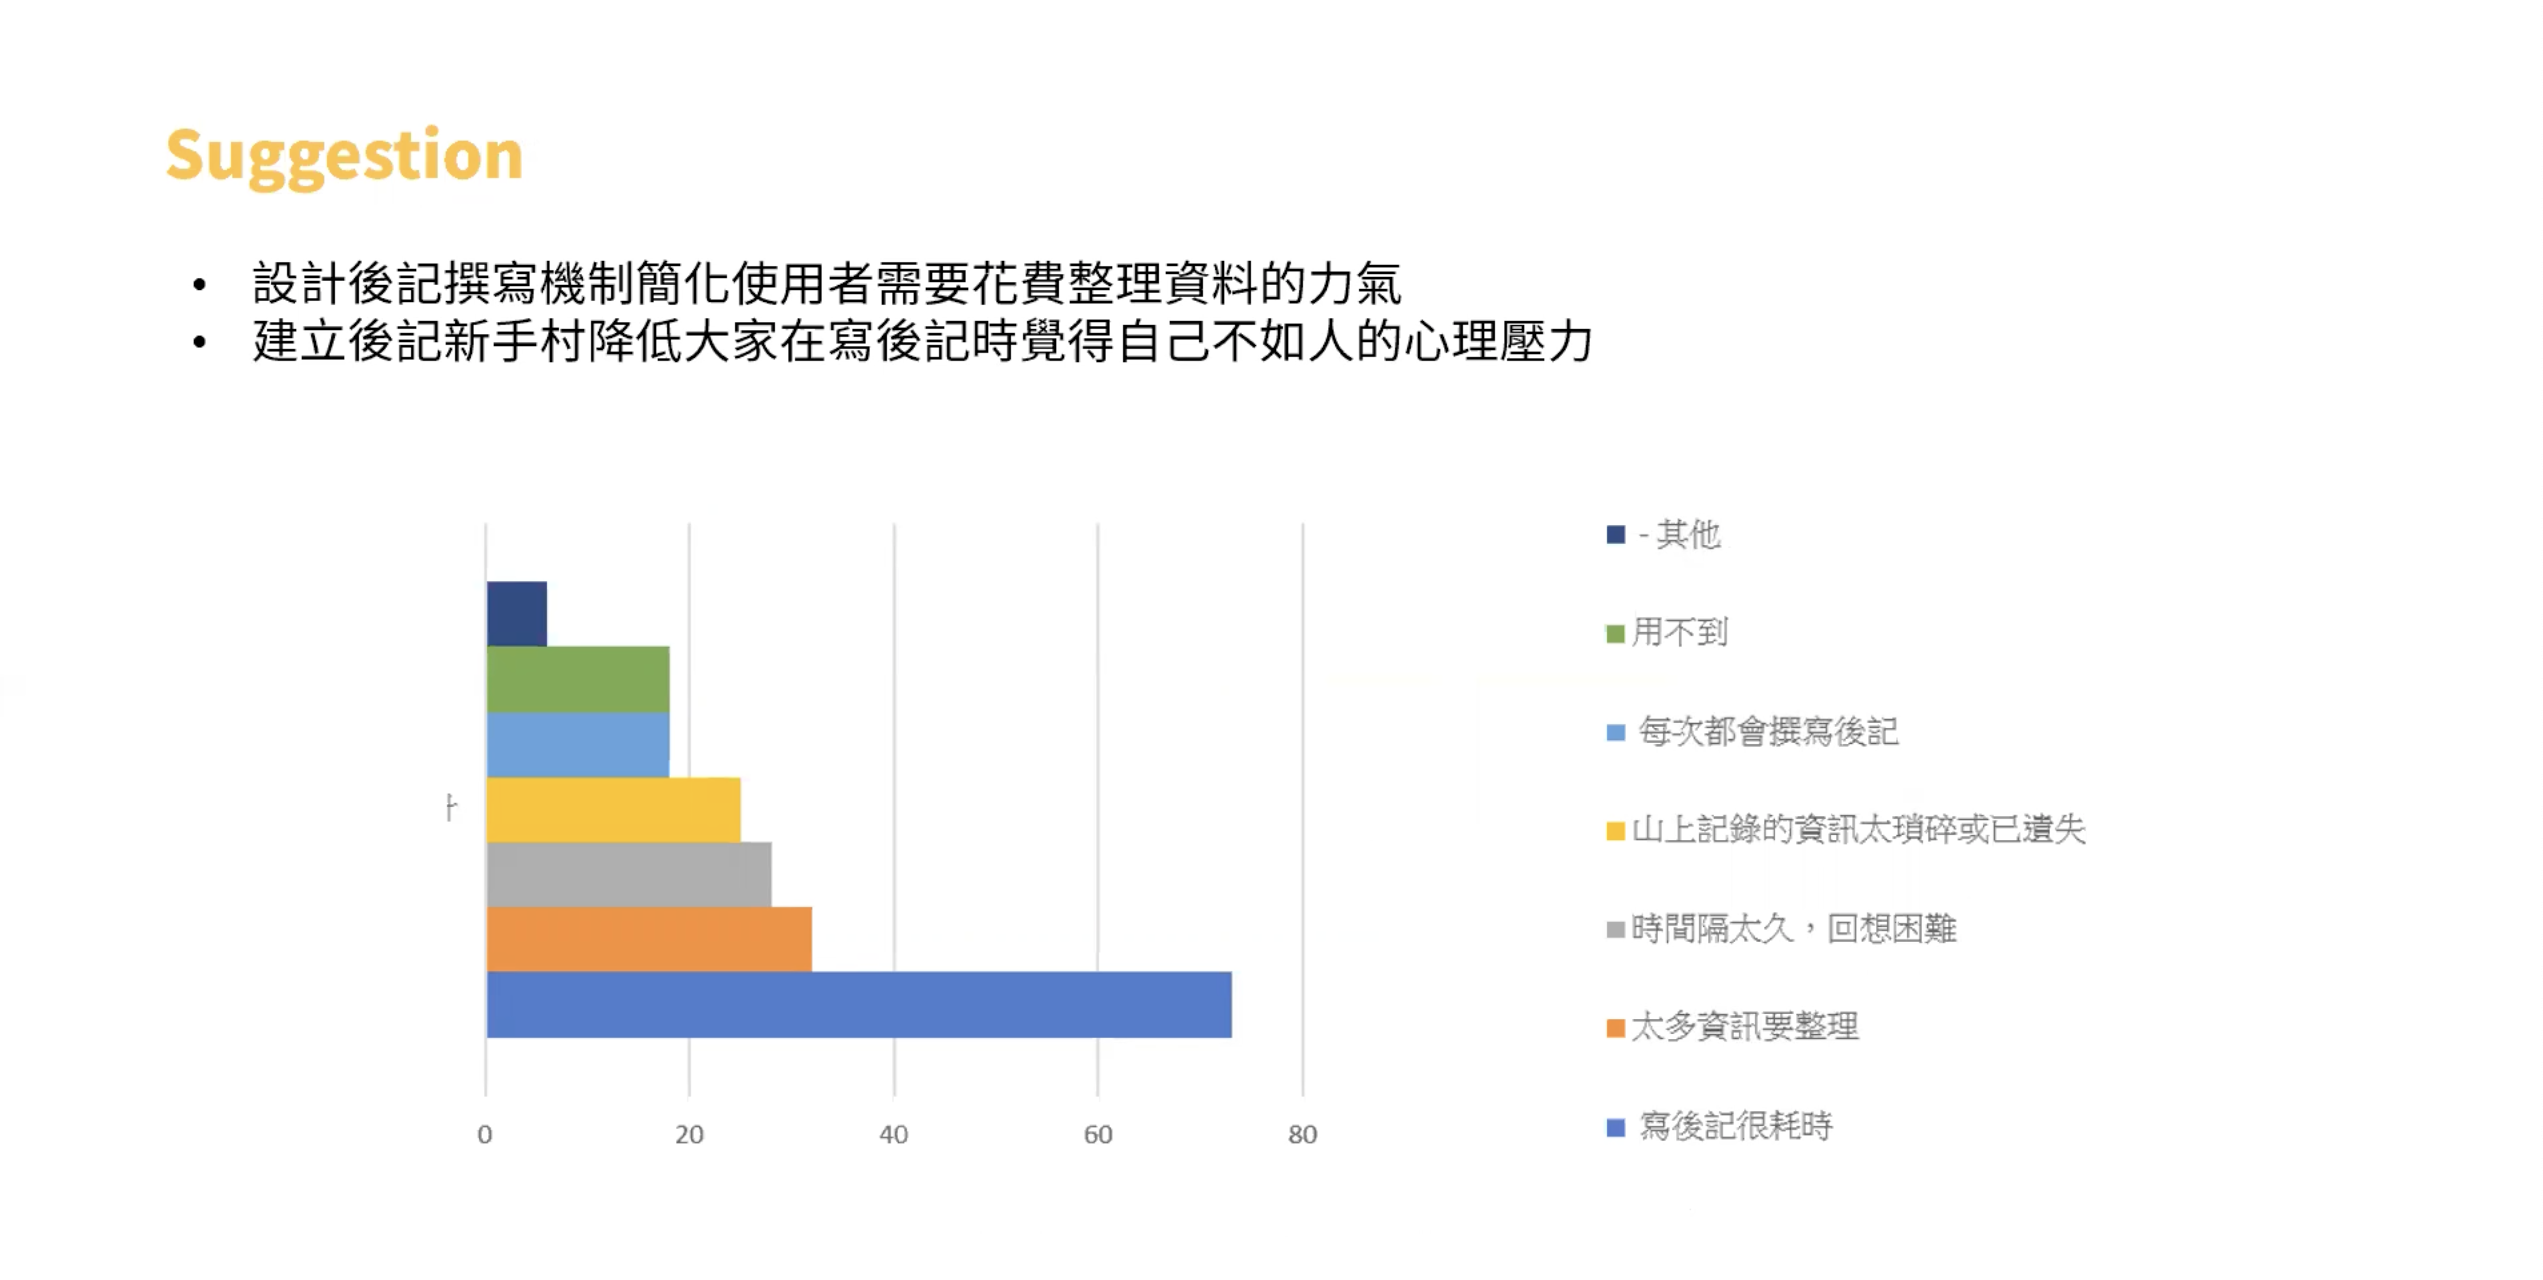 Suggestion
• 設計後記撰寫機制簡化使用者需要花費整理資料的力氣
• 建立後記新手村降低大家在寫後記時覺得自己不如人的心理壓力
- 其他
用不到
每次都會撰寫後記
山上記錄的資訊太瑣碎或已遺失
時間隔太久，回想困難
太多資訊要整理
寫後記很耗時
0 20 40 60 80